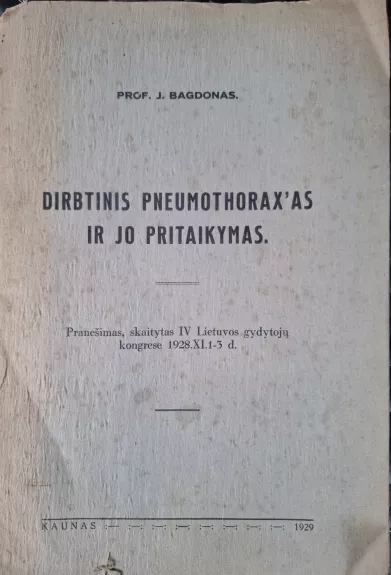 PROF. J. BAGDONAS.
DIRBTINIS PNEUMOTHORAX'AS
IR JO PRITAIKYMAS.
Pranešimas, skaitytas IV Lietuvos gydytojų
kongrese 1928.XI.1-3 d.
KAUNAS :—: :—: :—: :—: :—: :—: :—: :—: 1929